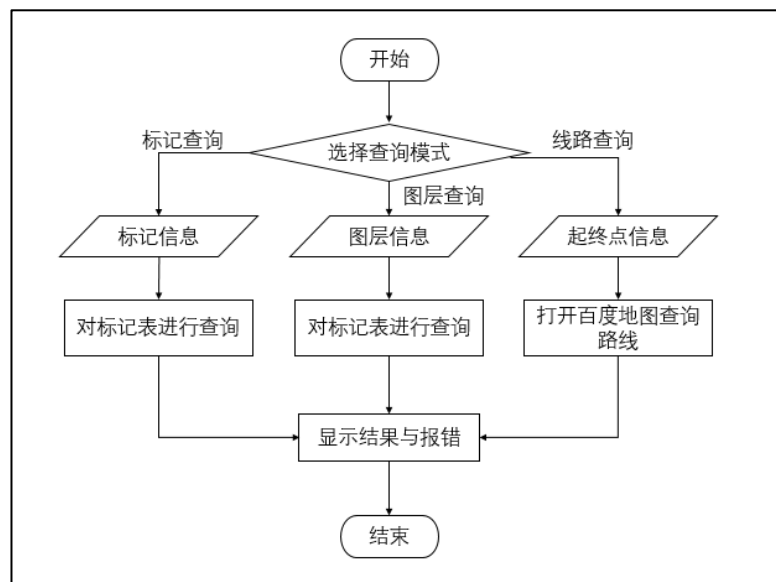 开始
标记查询
选择查询模式
线路查询
图层查询
标记信息
图层信息
起终点信息
对标记表进行查询
对标记表进行查询
打开百度地图查询
路线
显示结果与报错
结束